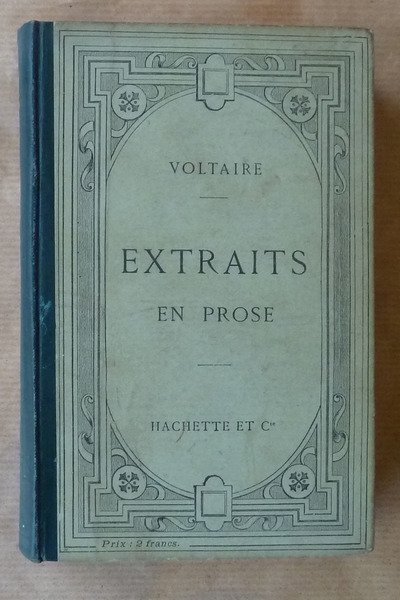 VOLTAIRE
EXTRAITS
EN PROSE
HACHETTE ET Cie
Prix : 2 francs.